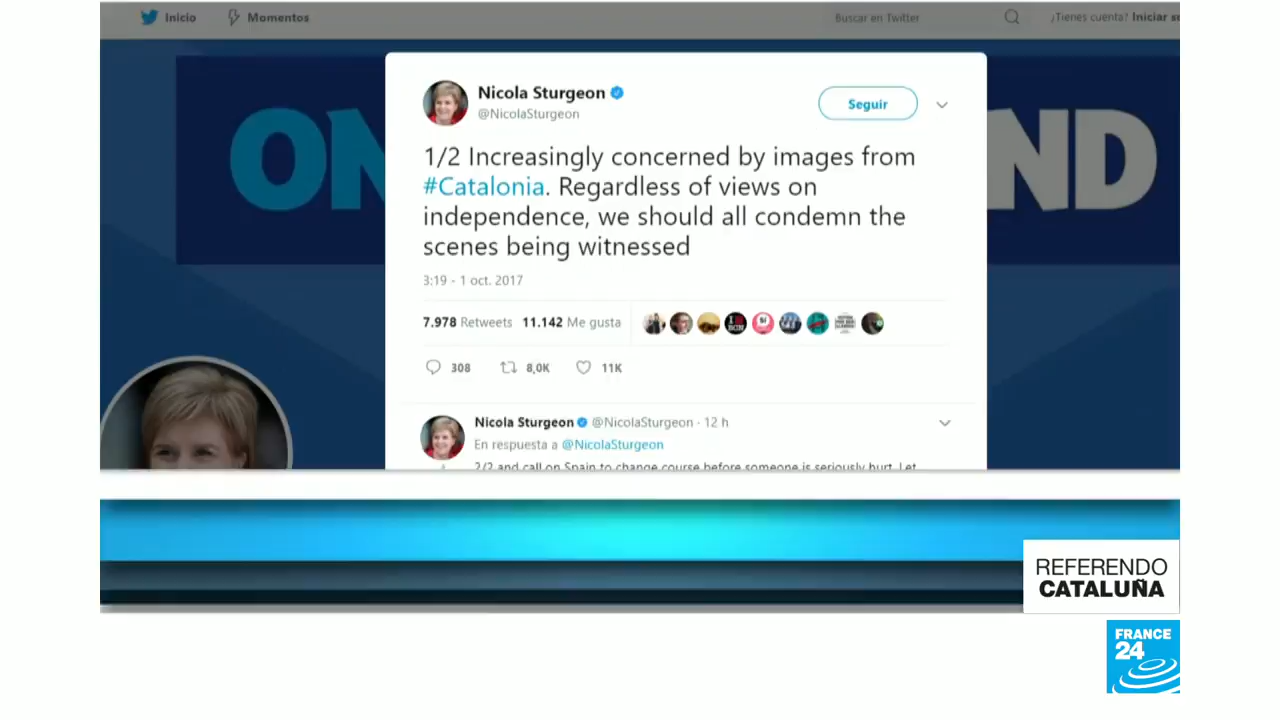 Inicio
Momentos
Buscar en Twitter
¿Tienes cuenta? Iniciar
ON
ND
Nicola Sturgeon
@NicolaSturgeon
Seguir
1/2 Increasingly concerned by images from
#Catalonia. Regardless of views on
independence, we should all condemn the
scenes being witnessed
3:19 - 1 oct. 2017
7.978 Retweets 11.142 Me gusta
308 8,0K 11K
Nicola Sturgeon @NicolaSturgeon · 12 h
En respuesta a @NicolaSturgeon
2/2 and call on Spain to change course before someone is seriously hurt. Let
REFERENDO
CATALUÑA
FRANCE
24